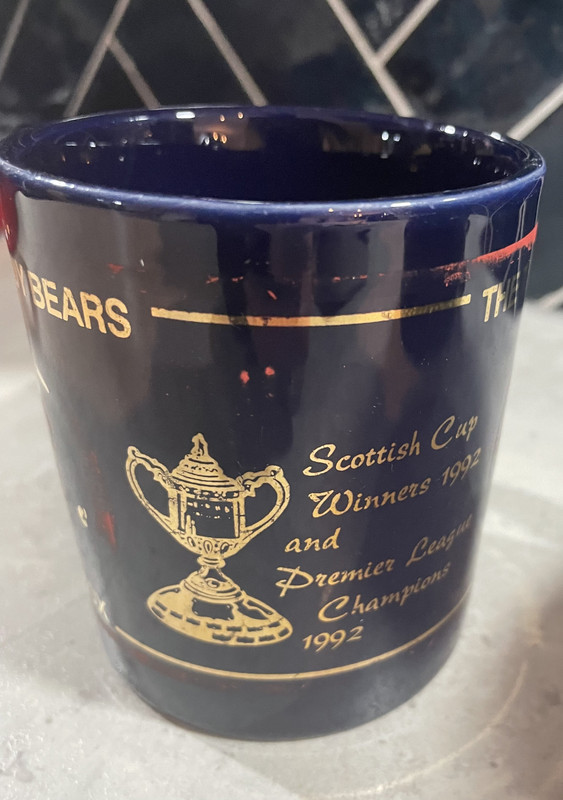 BEARS
THE
Scottish Cup
Winners 1992
and
Premier League
Champions
1992